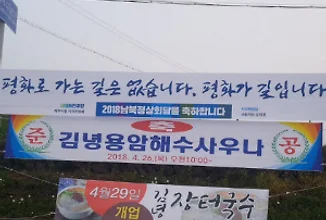 평화로 가는 길은 없습니다. 평화가 길입니다
2018남북정상회담을 축하합니다
축
준 김녕용암해수사우나 공
2018. 4. 26.(목) 오전10:00~
4월29일 김녕 장터국수
개업